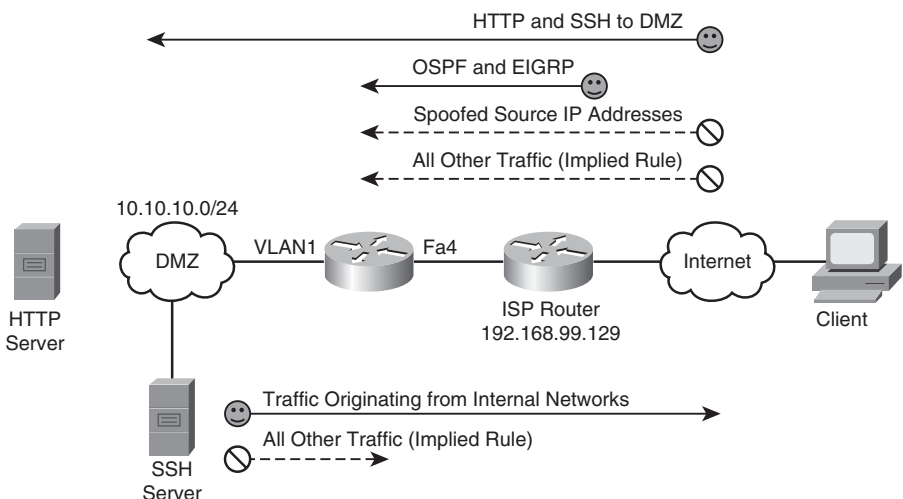 HTTP and SSH to DMZ
OSPF and EIGRP
Spoofed Source IP Addresses
All Other Traffic (Implied Rule)
10.10.10.0/24
DMZ
VLAN1
Fa4
Internet
HTTP
Server
ISP Router
192.168.99.129
Client
Traffic Originating from Internal Networks
All Other Traffic (Implied Rule)
SSH
Server